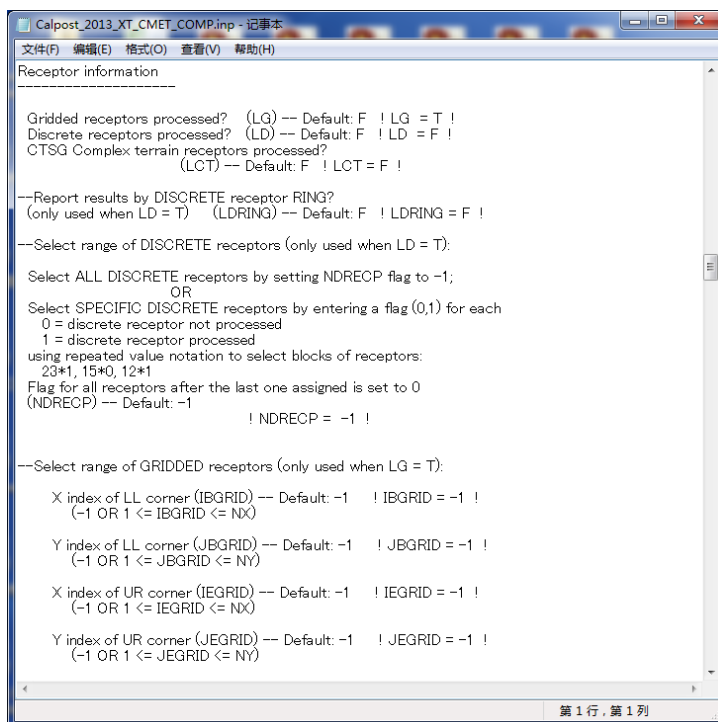 Calpost_2013_XT_CMET_COMP.inp - 记事本
文件(F) 编辑(E) 格式(O) 查看(V) 帮助(H)
Receptor information
--------------------
Gridded receptors processed? (LG) -- Default: F ! LG = T !
Discrete receptors processed? (LD) -- Default: F ! LD = F !
CTSG Complex terrain receptors processed?
(LCT) -- Default: F ! LCT = F !
--Report results by DISCRETE receptor RING?
(only used when LD = T) (LDRING) -- Default: F ! LDRING = F !
--Select range of DISCRETE receptors (only used when LD = T):
Select ALL DISCRETE receptors by setting NDRECP flag to -1;
OR
Select SPECIFIC DISCRETE receptors by entering a flag (0,1) for each
0 = discrete receptor not processed
1 = discrete receptor processed
using repeated value notation to select blocks of receptors:
23*1, 15*0, 12*1
Flag for all receptors after the last one assigned is set to 0
(NDRECP) -- Default: -1
! NDRECP = -1 !
--Select range of GRIDDED receptors (only used when LG = T):
X index of LL corner (IBGRID) -- Default: -1 ! IBGRID = -1 !
(-1 OR 1 <= IBGRID <= NX)
Y index of LL corner (JBGRID) -- Default: -1 ! JBGRID = -1 !
(-1 OR 1 <= JBGRID <= NY)
X index of UR corner (IEGRID) -- Default: -1 ! IEGRID = -1 !
(-1 OR 1 <= IEGRID <= NX)
Y index of UR corner (JEGRID) -- Default: -1 ! JEGRID = -1 !
(-1 OR 1 <= JEGRID <= NY)
第 1 行，第 1 列